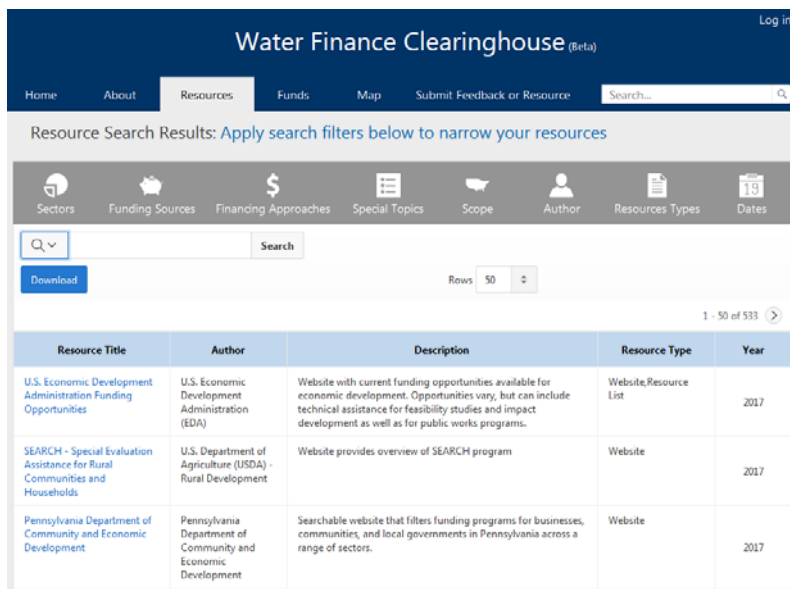 Log in
Water Finance Clearinghouse (Beta)
Home About Resources Funds Map Submit Feedback or Resource Search...
Resource Search Results: Apply search filters below to narrow your resources
19
Sectors Funding Sources Financing Approaches Special Topics Scope Author Resources Types Dates
Search
Download Rows 50
1 - 50 of 533
Resource Title Author Description Resource Type Year
U.S. Economic Development
Administration Funding
Opportunities
U.S. Economic
Development
Administration
(EDA)
Website with current funding opportunities available for
economic development. Opportunities vary, but can include
technical assistance for feasibility studies and impact
development as well as for public works programs.
Website,Resource
List
2017
SEARCH - Special Evaluation
Assistance for Rural
Communities and
Households
U.S. Department of
Agriculture (USDA) -
Rural Development
Website provides overview of SEARCH program
Website
2017
Pennsylvania Department of
Community and Economic
Development
Pennsylvania
Department of
Community and
Economic
Development
Searchable website that filters funding programs for businesses,
communities, and local governments in Pennsylvania across a
range of sectors.
Website
2017